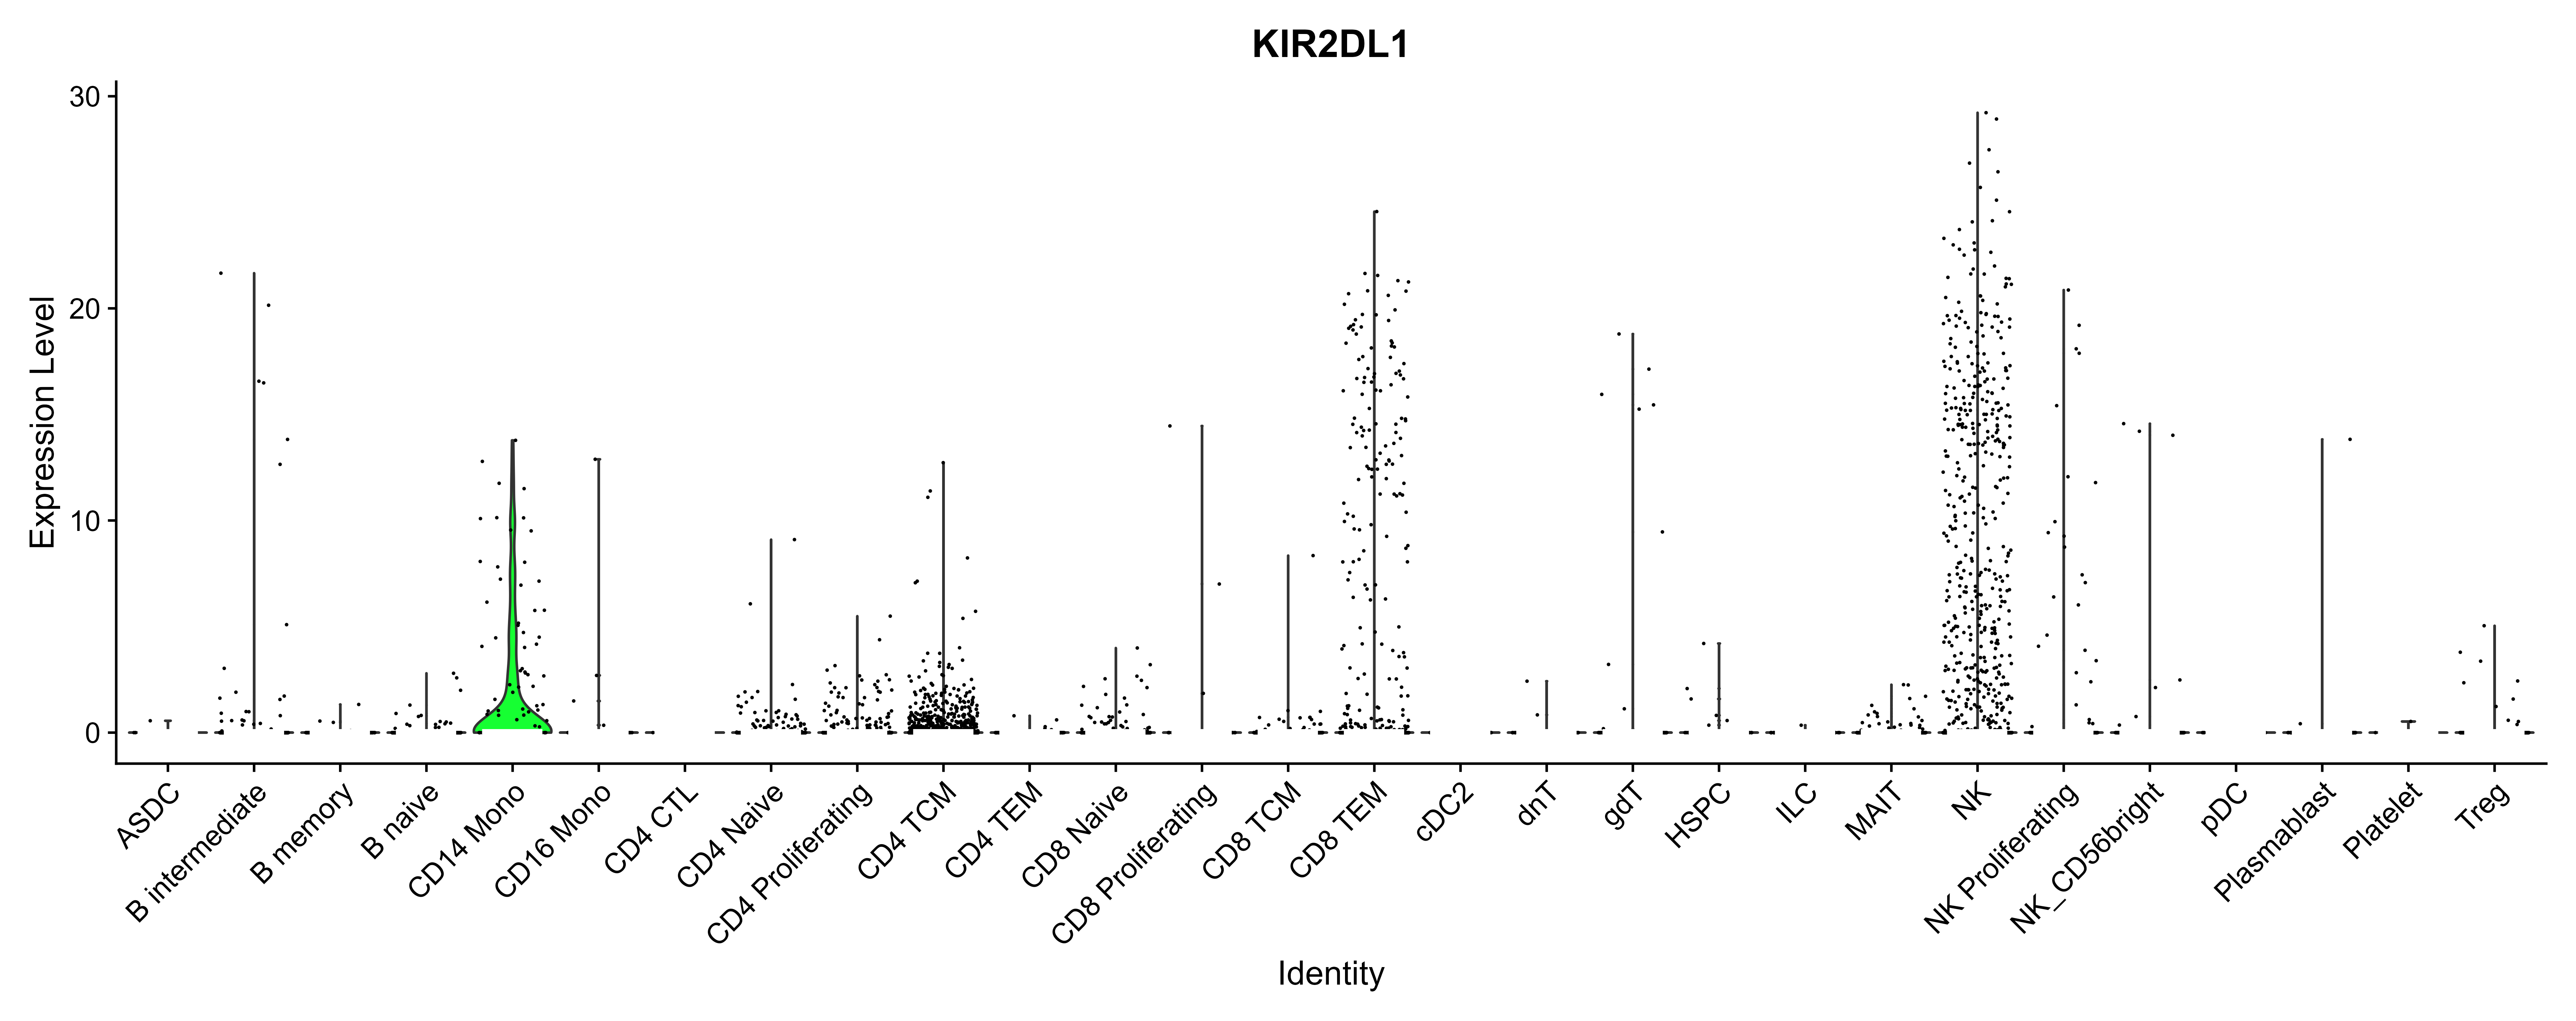 KIR2DL1
Expression Level
30
20
10
0
ASDC
B intermediate
B memory
B naive
CD14 Mono
CD16 Mono
CD4 CTL
CD4 Naive
CD4 Proliferating
CD4 TCM
CD4 TEM
CD8 Naive
CD8 Proliferating
CD8 TCM
CD8 TEM
cDC2
dnT
gdT
HSPC
ILC
MAIT
NK
NK Proliferating
NK_CD56bright
pDC
Plasmablast
Platelet
Treg
Identity